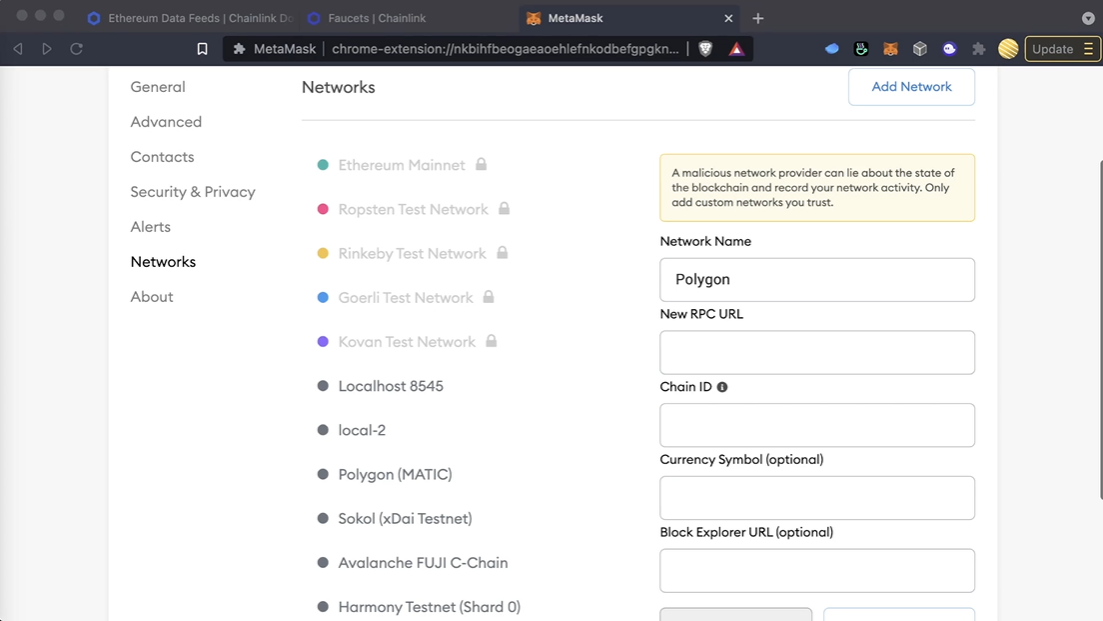 Ethereum Data Feeds | Chainlink Do
Faucets | Chainlink
MetaMask
MetaMask
chrome-extension://nkbihfbeogaeaoehlefnkodbefgpgkn...
Update
General
Advanced
Contacts
Security & Privacy
Alerts
Networks
About
Networks
Add Network
Ethereum Mainnet
Ropsten Test Network
Rinkeby Test Network
Goerli Test Network
Kovan Test Network
Localhost 8545
local-2
Polygon (MATIC)
Sokol (xDai Testnet)
Avalanche FUJI C-Chain
Harmony Testnet (Shard 0)
A malicious network provider can lie about the state of
the blockchain and record your network activity. Only
add custom networks you trust.
Network Name
Polygon
New RPC URL
Chain ID
Currency Symbol (optional)
Block Explorer URL (optional)